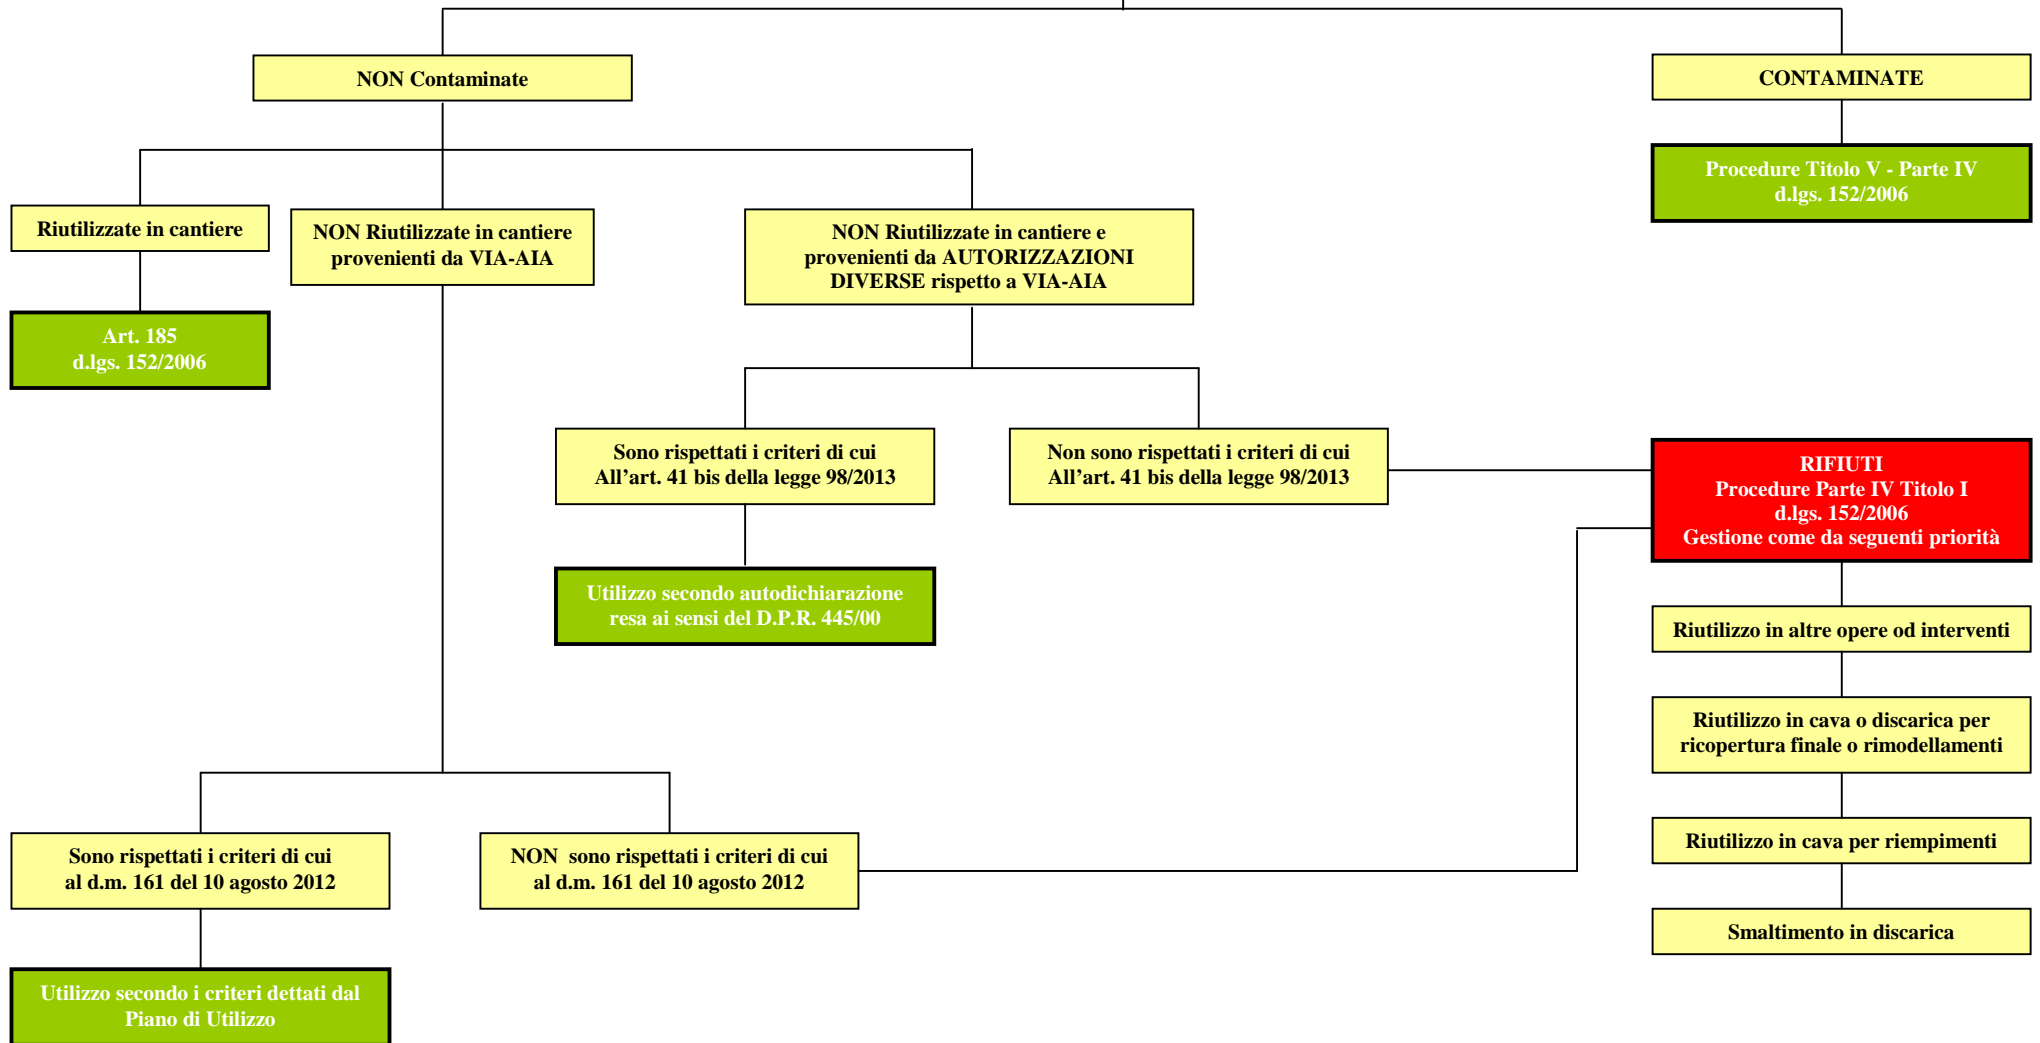 NON Contaminate
CONTAMINATE
Procedure Titolo V - Parte IV
d.lgs. 152/2006
Riutilizzate in cantiere
NON Riutilizzate in cantiere
provenienti da VIA-AIA
NON Riutilizzate in cantiere e
provenienti da AUTORIZZAZIONI
DIVERSE rispetto a VIA-AIA
Art. 185
d.lgs. 152/2006
Sono rispettati i criteri di cui
All’art. 41 bis della legge 98/2013
Non sono rispettati i criteri di cui
All’art. 41 bis della legge 98/2013
RIFIUTI
Procedure Parte IV Titolo I
d.lgs. 152/2006
Gestione come da seguenti priorità
Utilizzo secondo autodichiarazione
resa ai sensi del D.P.R. 445/00
Riutilizzo in altre opere od interventi
Riutilizzo in cava o discarica per
ricopertura finale o rimodellamenti
Riutilizzo in cava per riempimenti
Smaltimento in discarica
Sono rispettati i criteri di cui
al d.m. 161 del 10 agosto 2012
NON sono rispettati i criteri di cui
al d.m. 161 del 10 agosto 2012
Utilizzo secondo i criteri dettati dal
Piano di Utilizzo